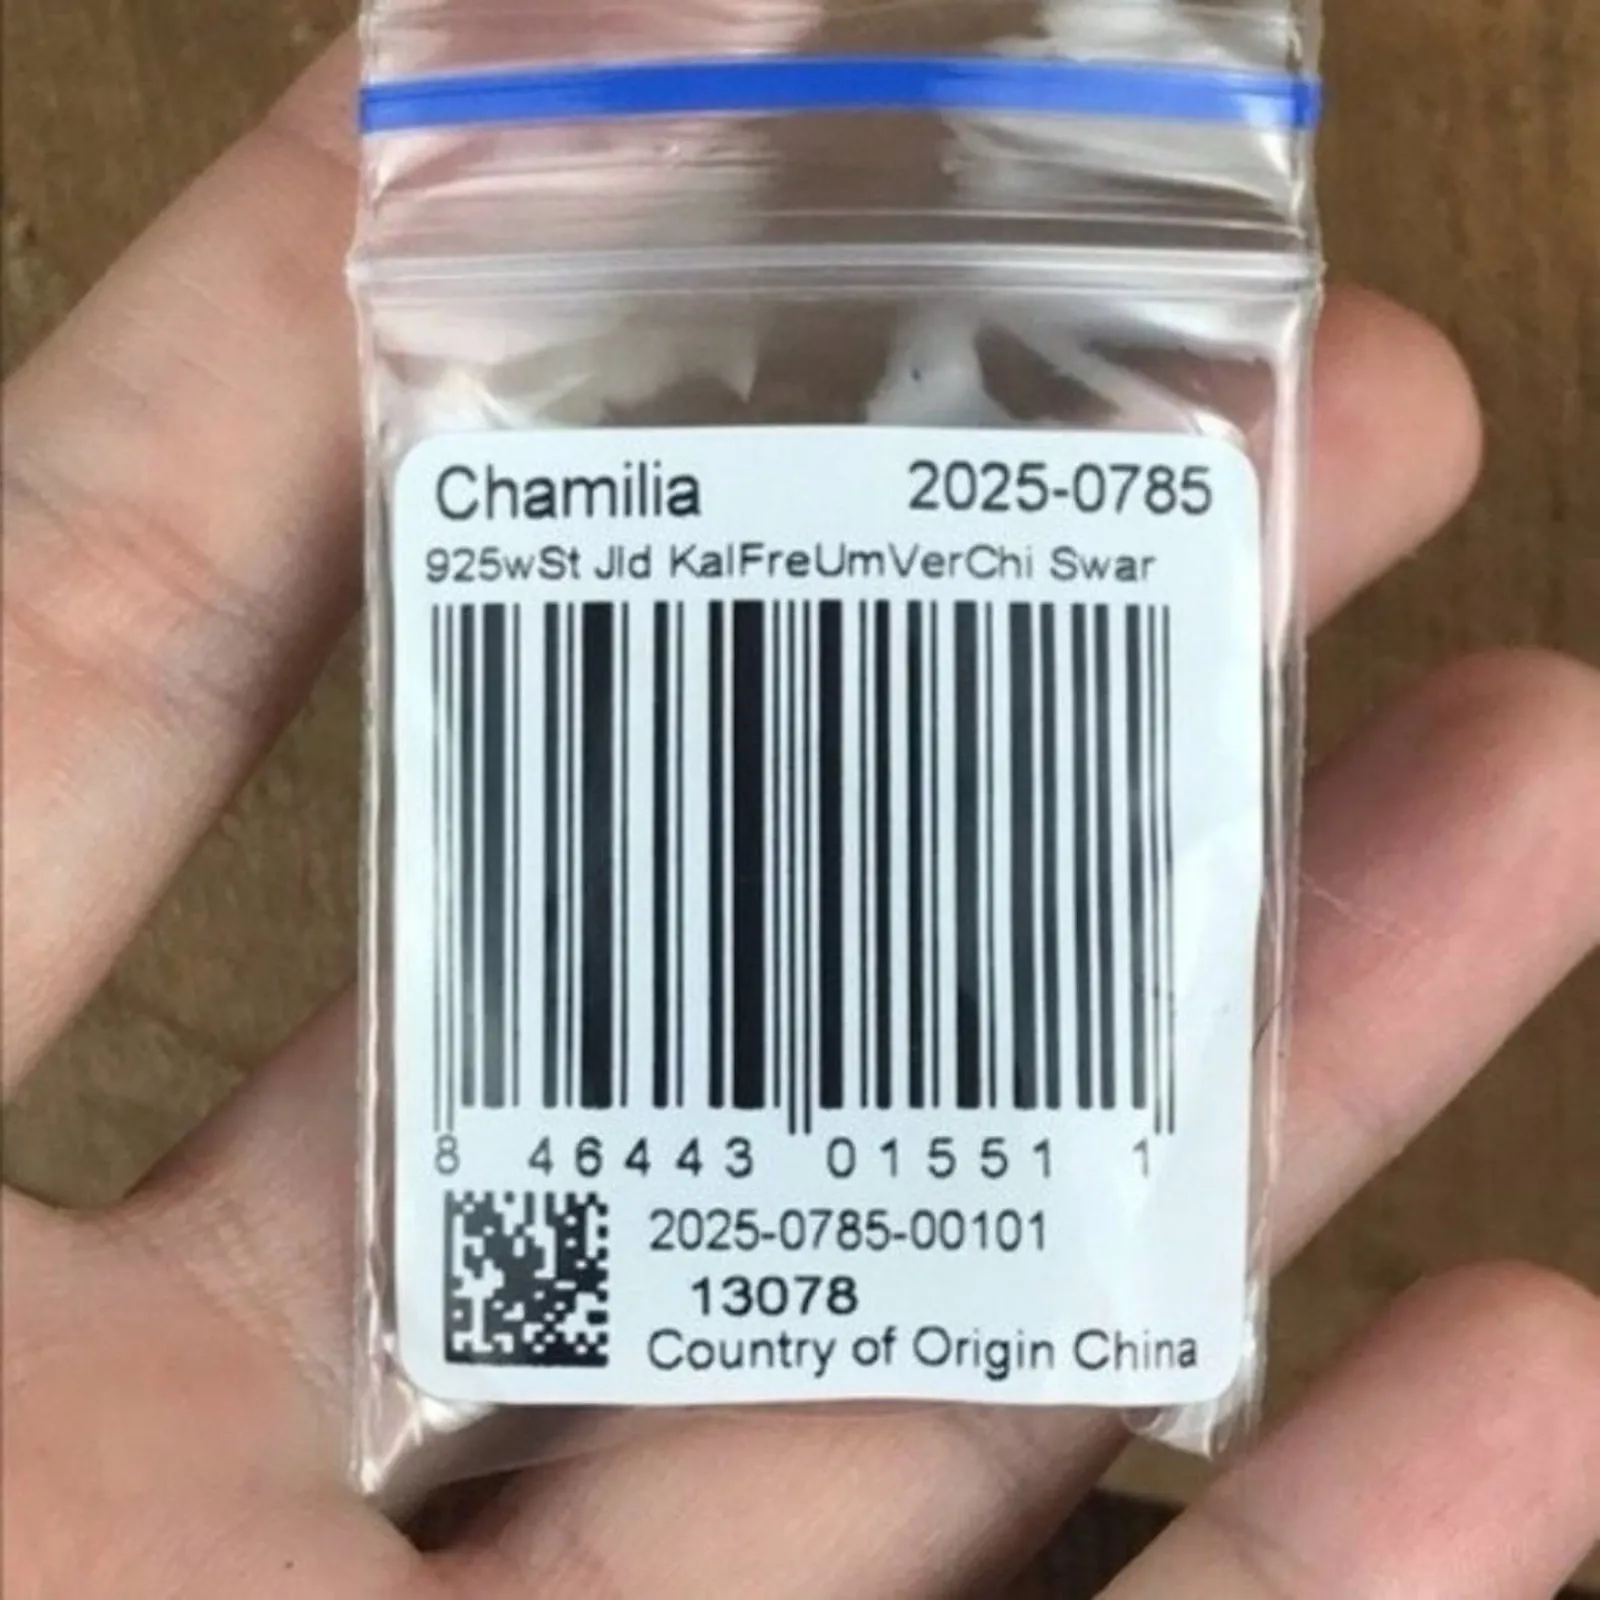 Chamilia 2025-0785
925wSt Jld KalFreUmVerChi Swar
8 46443 01551 1
2025-0785-00101
13078
Country of Origin China